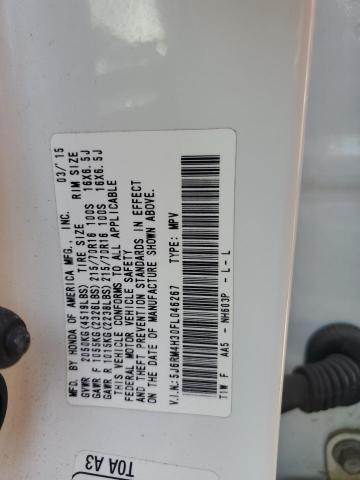 MFD. BY HONDA OF AMERICA MFG., INC. 03/'15
TIRE SIZE RIM SIZE
GVWR 2050KG(4519LBS)
GAWR F 1055KG(2326LBS) 215/70R16 100S 16X6.5J
GAWR R 1015KG(2238LBS) 215/70R16 100S 16X6.5J
THIS VEHICLE CONFORMS TO ALL APPLICABLE
FEDERAL MOTOR VEHICLE SAFETY, BUMPER,
AND THEFT PREVENTION STANDARDS IN EFFECT
ON THE DATE OF MANUFACTURE SHOWN ABOVE.
V.I.N.: 5J6RM4H30FL046267 TYPE: MPV
T1W F AA5 -NH603P - L - L
T0A A3